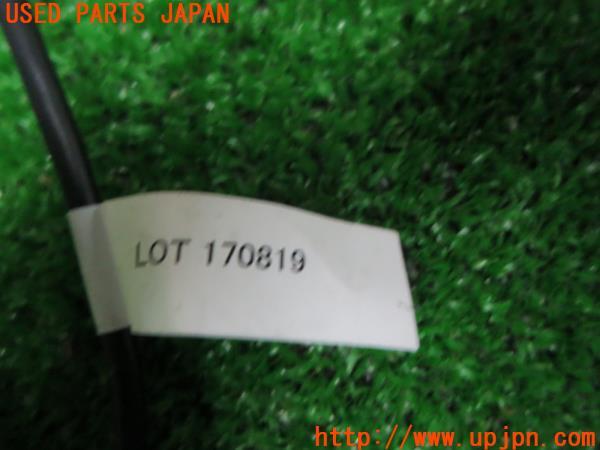 USED PARTS JAPAN
LOT 170819
http://www.upjpn.com/